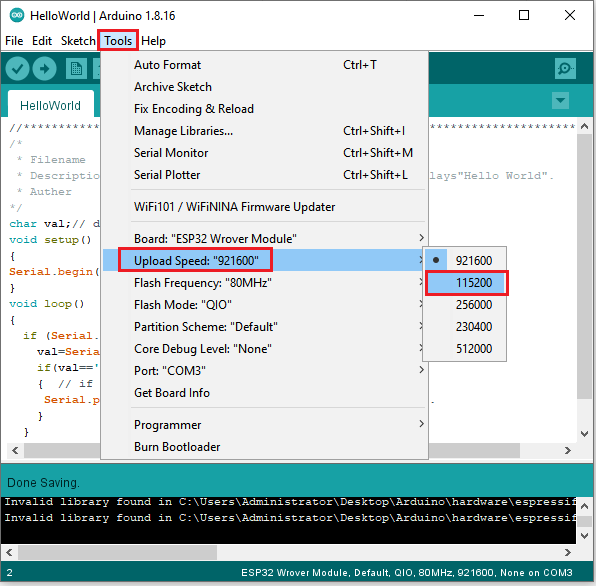 HelloWorld | Arduino 1.8.16
File Edit Sketch Tools Help
Auto Format Ctrl+T
Archive Sketch
Fix Encoding & Reload
Manage Libraries... Ctrl+Shift+I
Serial Monitor Ctrl+Shift+M
Serial Plotter Ctrl+Shift+L
WiFi101 / WiFiNINA Firmware Updater
Board: "ESP32 Wrover Module"
Upload Speed: "921600"
Flash Frequency: "80MHz"
Flash Mode: "QIO"
Partition Scheme: "Default"
Core Debug Level: "None"
Port: "COM3"
Get Board Info
Programmer
Burn Bootloader
921600
115200
256000
230400
512000
HelloWorld
//***********
************************
/*
* Filename
* Descriptio
lays"Hello World".
* Auther
*/
char val;// d
void setup()
{
Serial.begin(
}
void loop()
{
if (Serial.
val=Seria
if(val=='
{ // if
Serial.p
.
}
}
Done Saving.
Invalid library found in C:\Users\Administrator\Desktop\Arduino\hardware\espressif
Invalid library found in C:\Users\Administrator\Desktop\Arduino\hardware\espressif
2 ESP32 Wrover Module, Default, QIO, 80MHz, 921600, None on COM3